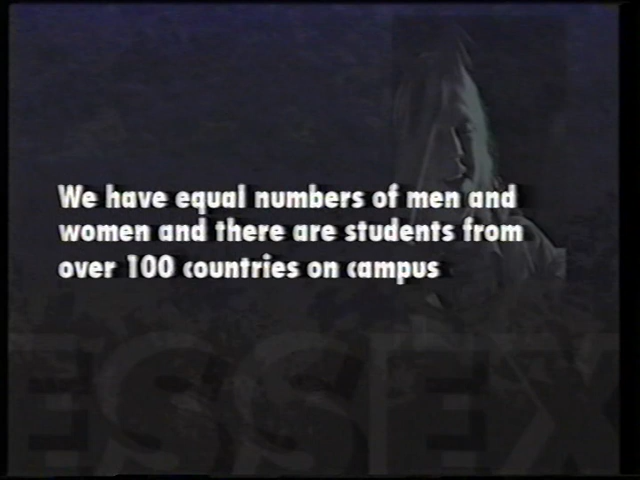 We have equal numbers of men and
women and there are students from
over 100 countries on campus
ESSEX